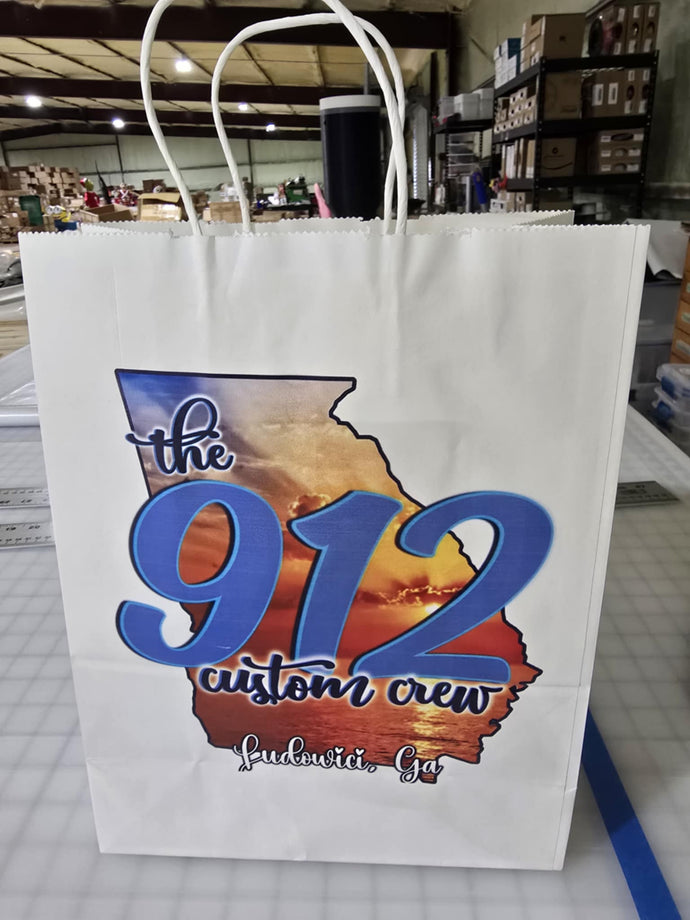 the
912
custom crew
Ludowici, Ga